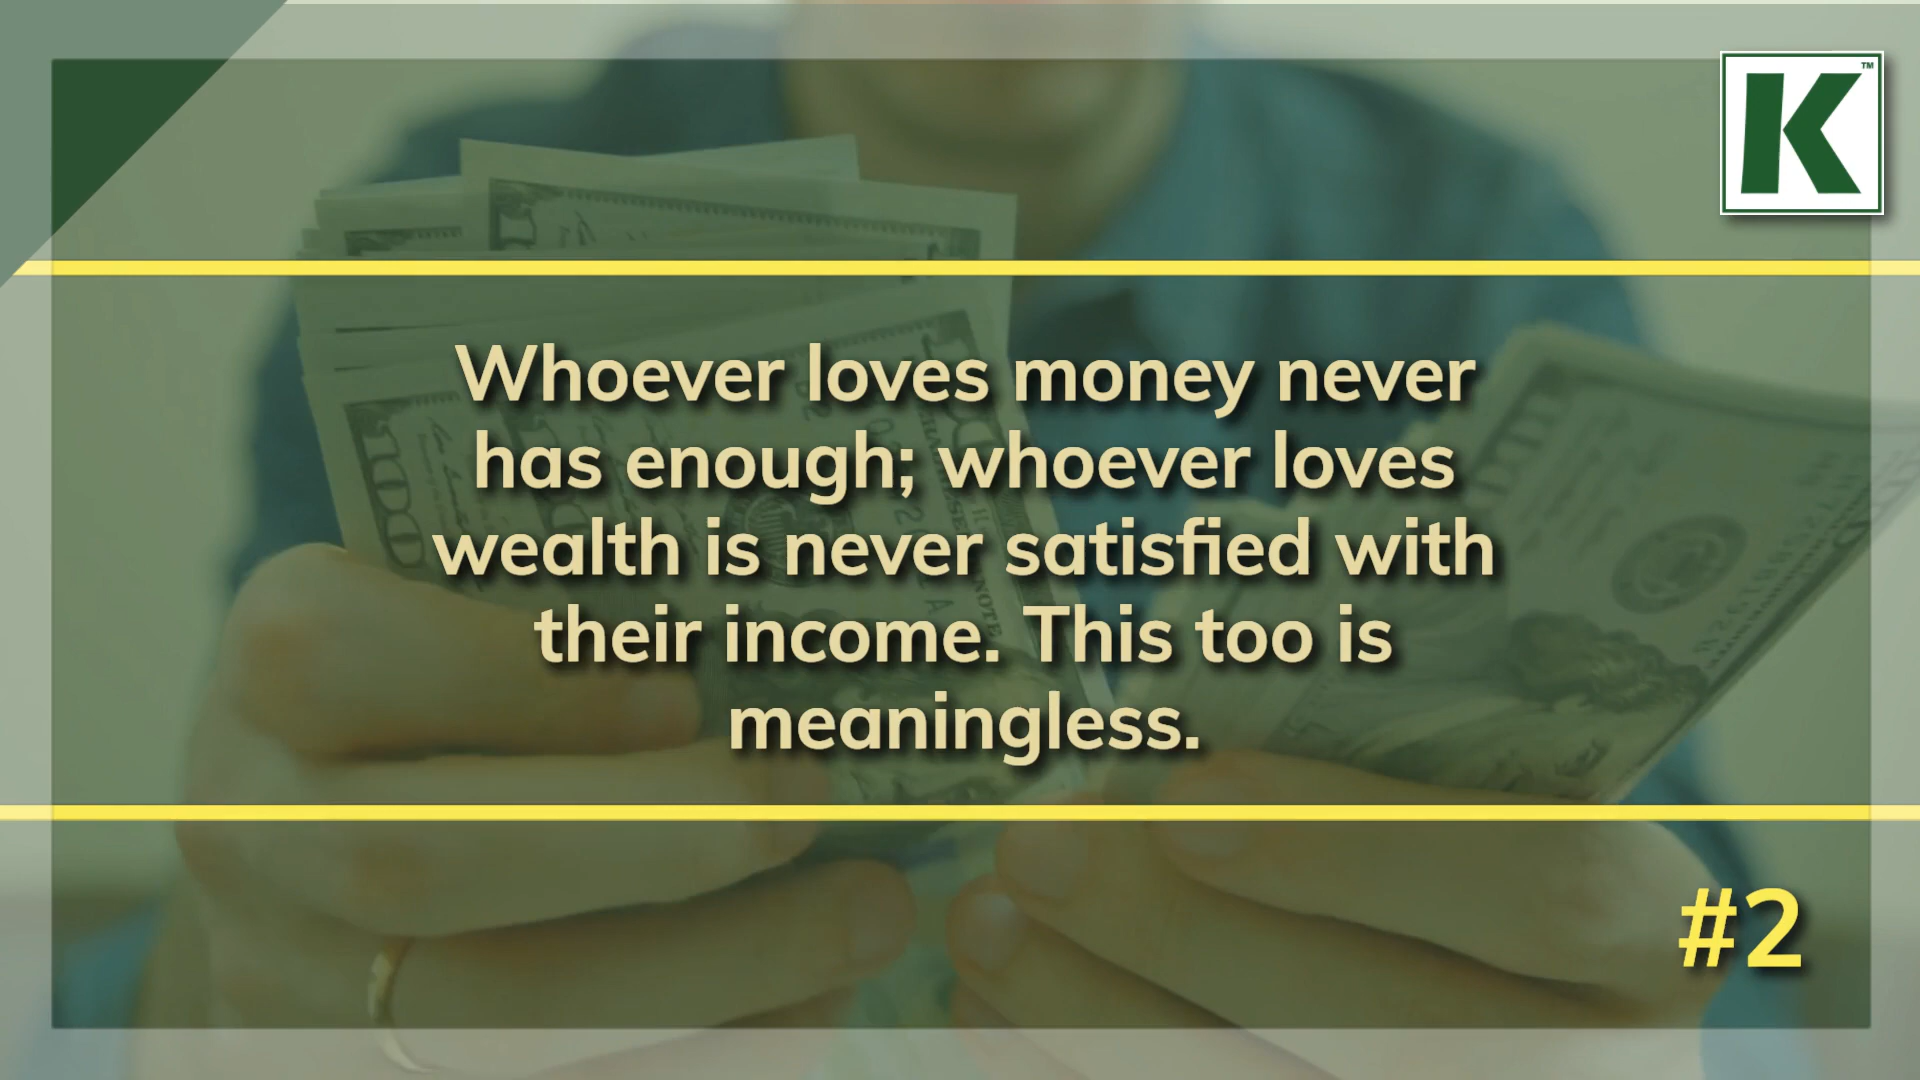 K™
Whoever loves money never
has enough; whoever loves
wealth is never satisfied with
their income. This too is
meaningless.
#2